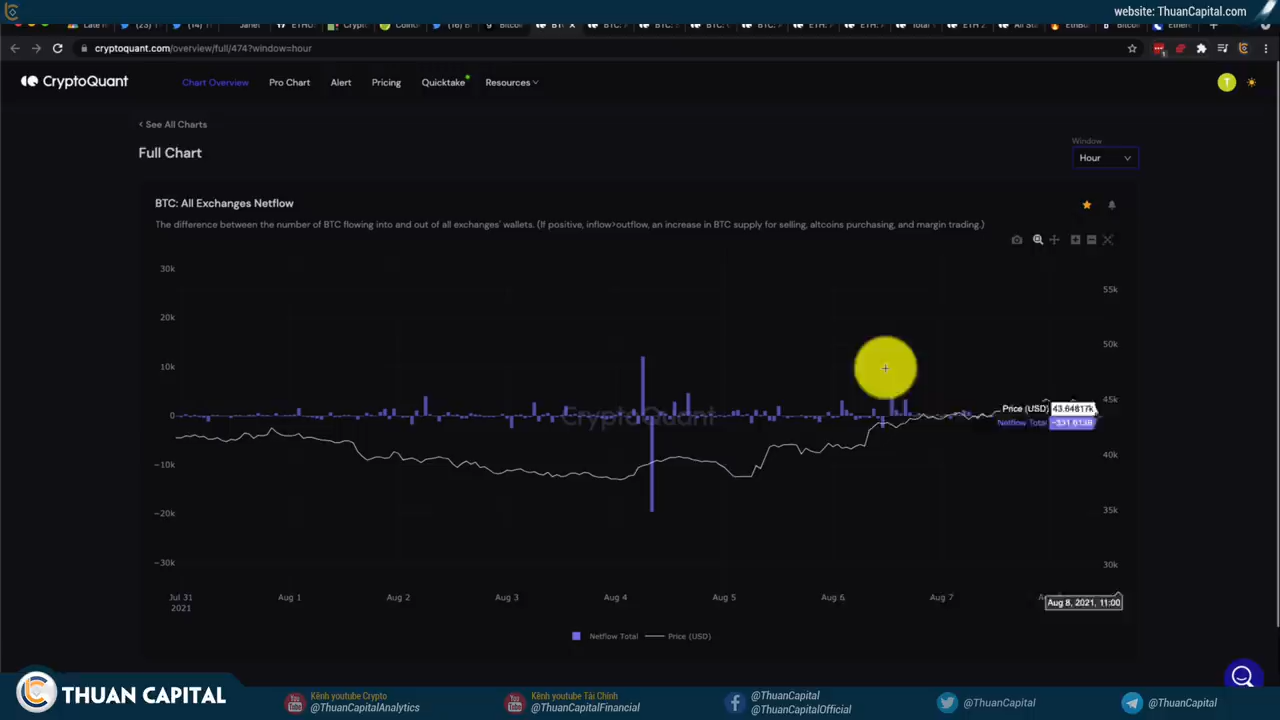 website: ThuanCapital.com
cryptoquant.com/overview/full/474?window=hour
CryptoQuant
Chart Overview
Pro Chart
Alert
Pricing
Quicktake
Resources
T
< See All Charts
Full Chart
Window
Hour
BTC: All Exchanges Netflow
The difference between the number of BTC flowing into and out of all exchanges' wallets. (If positive, inflow>outflow, an increase in BTC supply for selling, altcoins purchasing, and margin trading.)
30k
20k
10k
0
−10k
−20k
−30k
55k
50k
45k
40k
35k
30k
CryptoQuant
Price (USD) 43.64817k
Netflow Total
Jul 31
2021
Aug 1
Aug 2
Aug 3
Aug 4
Aug 5
Aug 6
Aug 7
Aug 8, 2021, 11:00
Netflow Total
Price (USD)
THUAN CAPITAL
Kênh youtube Crypto
@ThuanCapitalAnalytics
Kênh youtube Tài Chính
@ThuanCapitalFinancial
@ThuanCapital
@ThuanCapitalOfficial
@ThuanCapital
@ThuanCapital